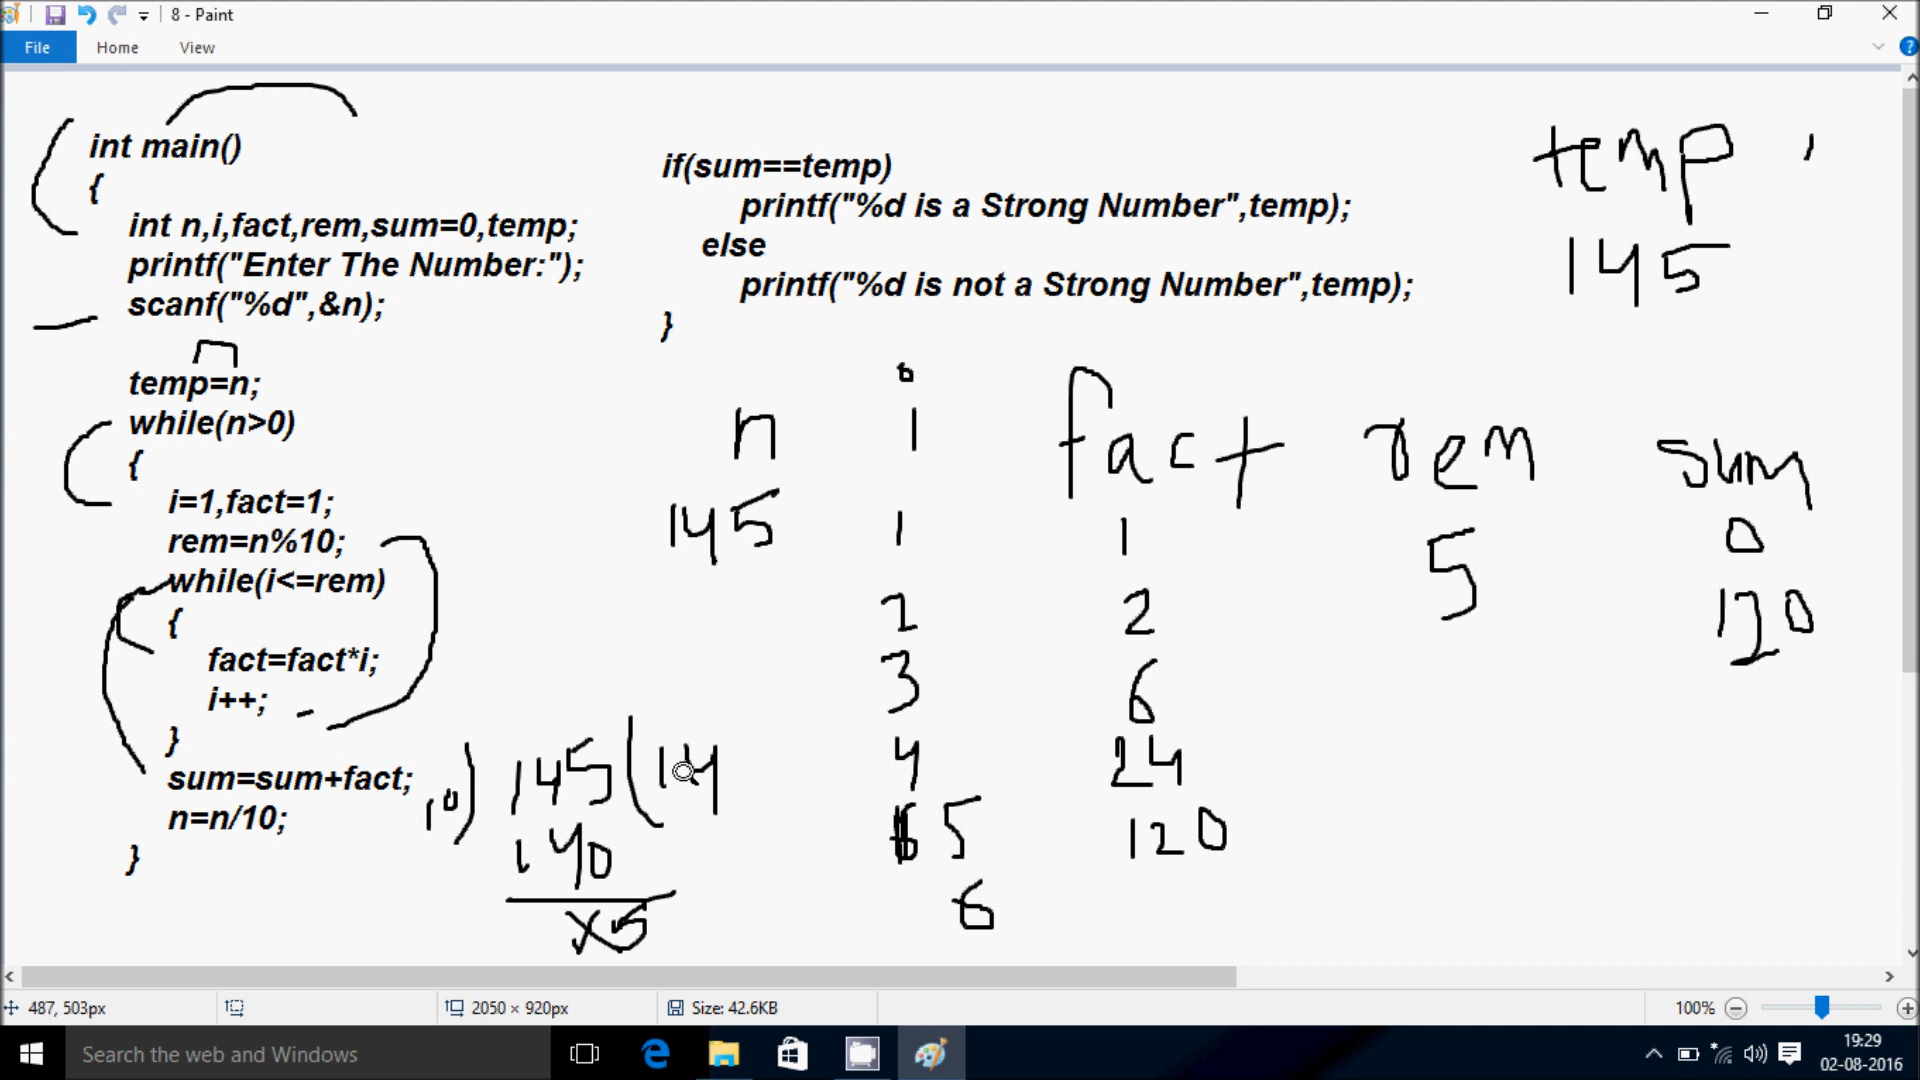 8 - Paint
File Home View
int main()
{
int n,i,fact,rem,sum=0,temp;
printf("Enter The Number:");
scanf("%d",&n);
temp=n;
while(n>0)
{
i=1,fact=1;
rem=n%10;
while(i<=rem)
{
fact=fact*i;
i++;
}
sum=sum+fact;
n=n/10;
}
if(sum==temp)
printf("%d is a Strong Number",temp);
else
printf("%d is not a Strong Number",temp);
}
temp
145
n i fact rem sum
145 1 1 5 0
2 2 120
3 6
4 24
5 120
6
10) 145 (14
140
x5
487, 503px
2050 × 920px
Size: 42.6KB
100%
Search the web and Windows
19:29
02-08-2016